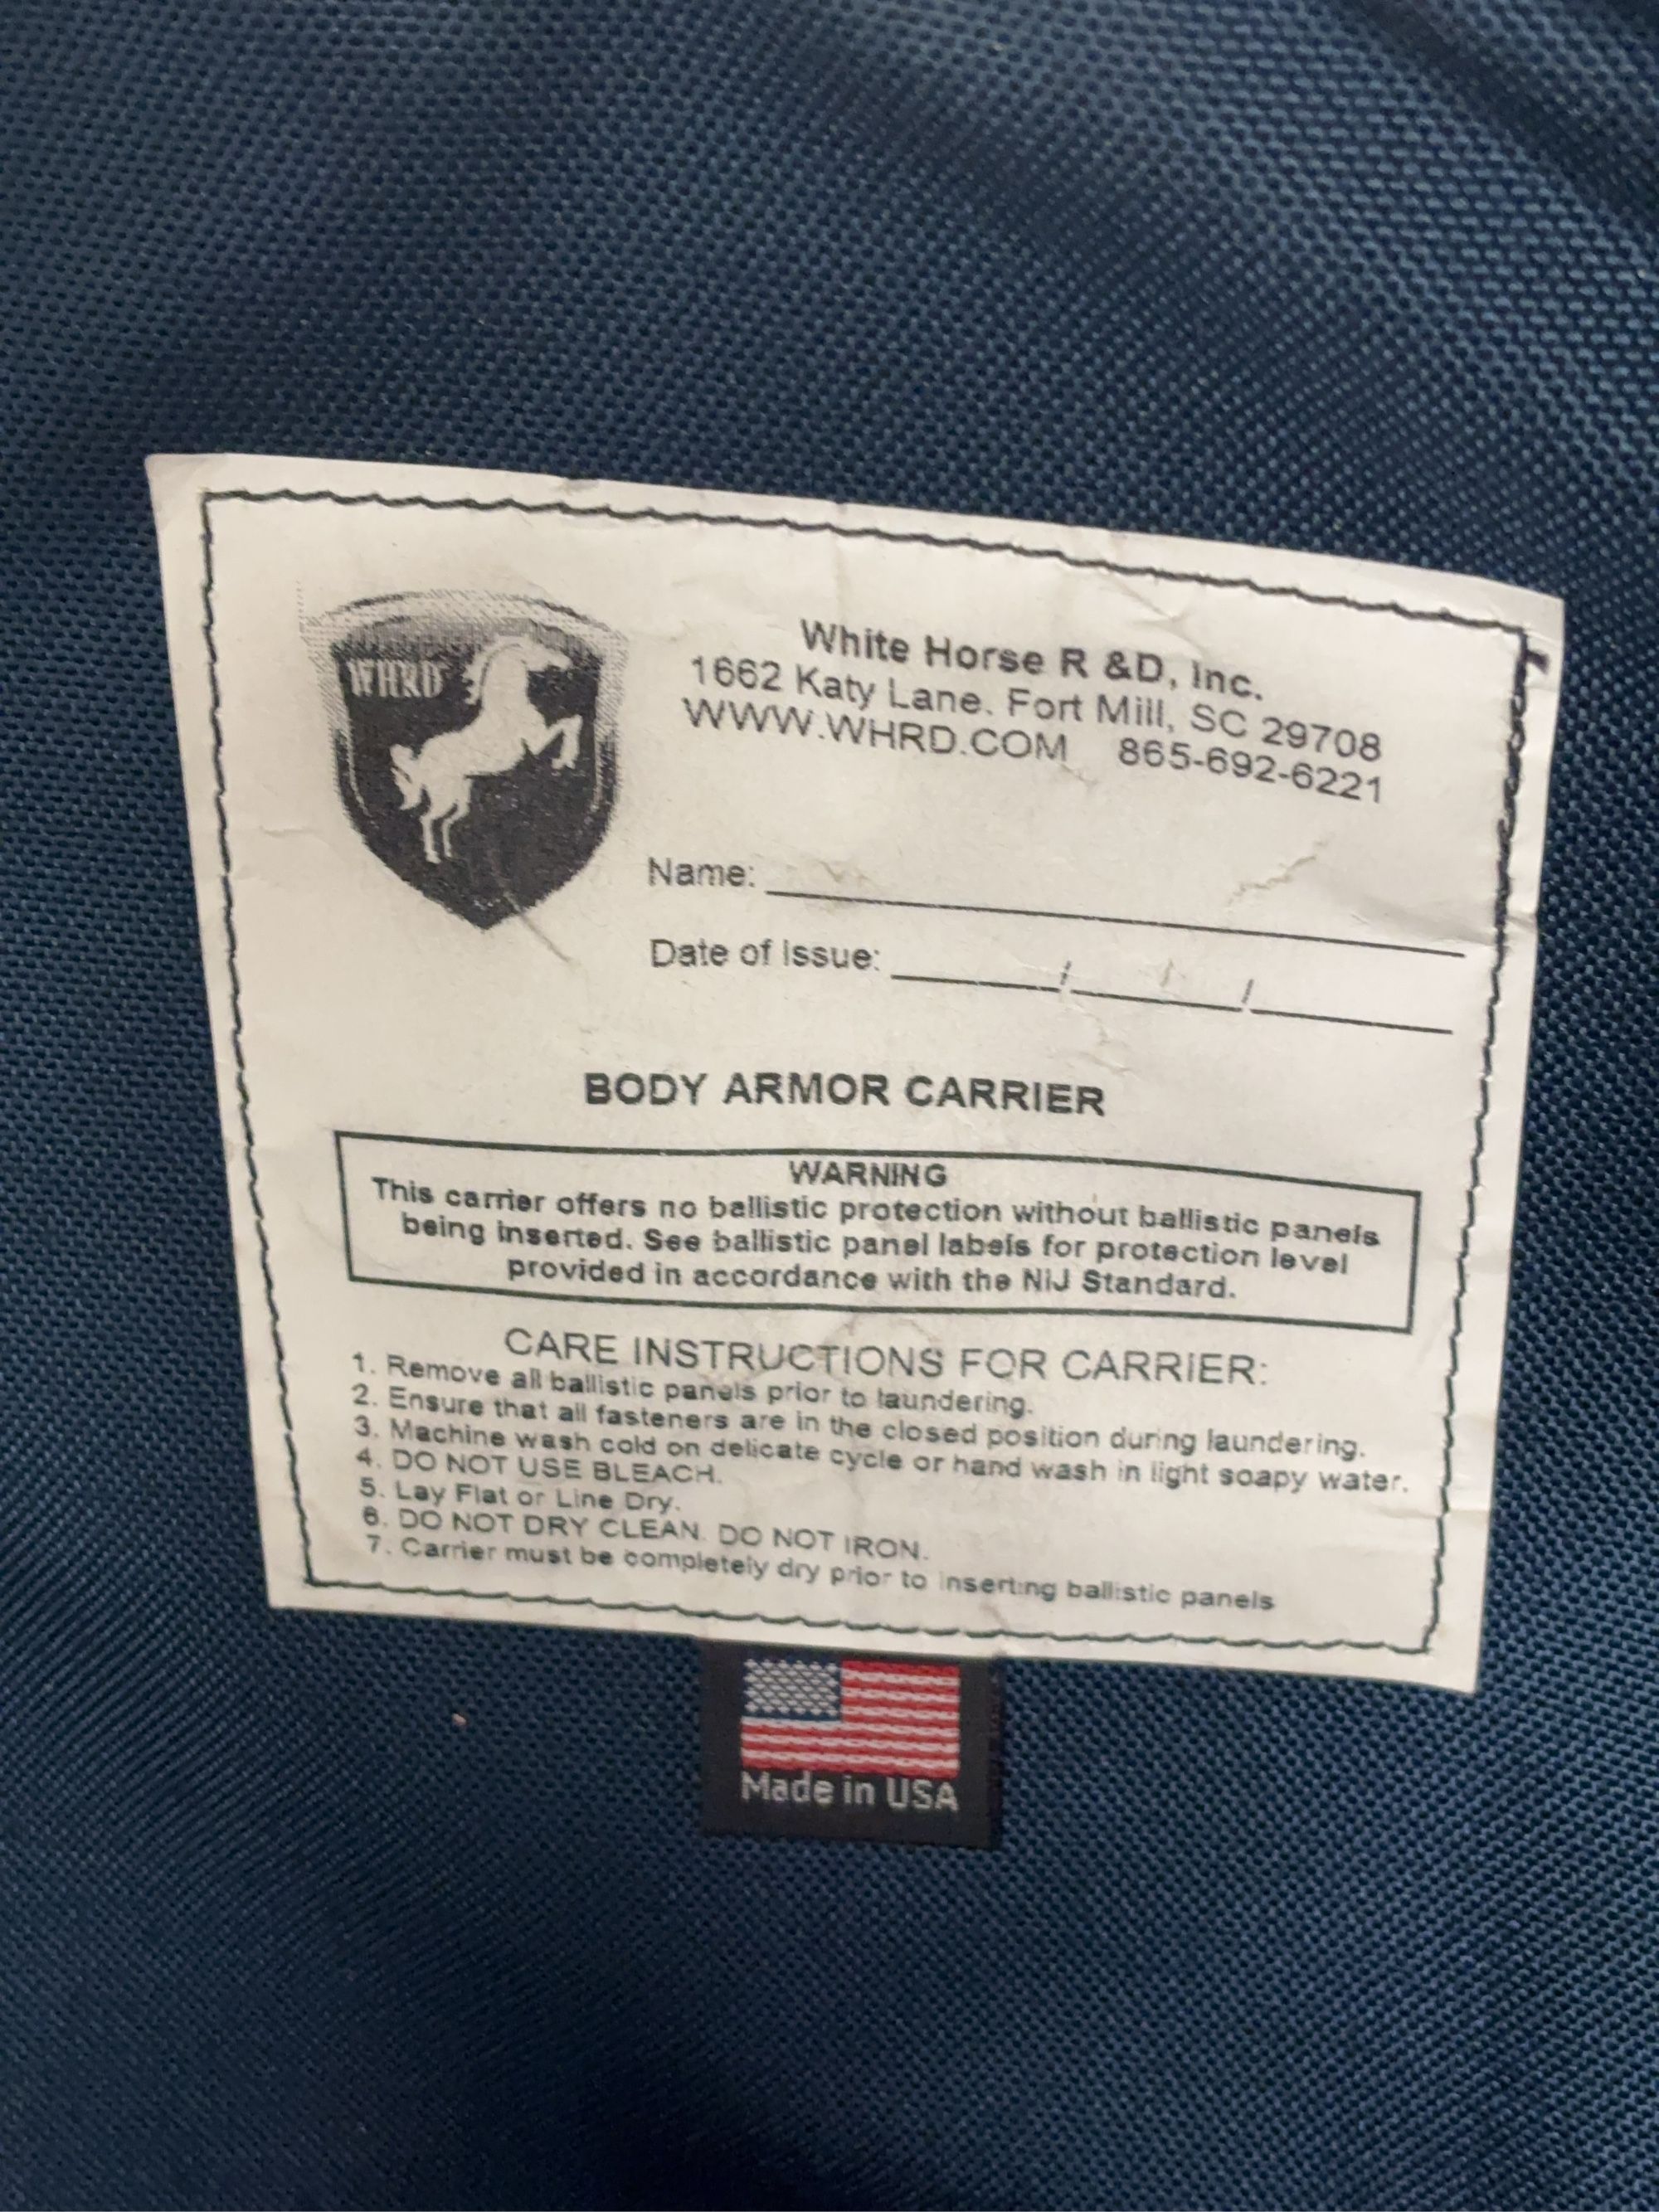 WHRD
White Horse R &D, Inc.
1662 Katy Lane. Fort Mill, SC 29708
WWW.WHRD.COM 865-692-6221
Name:
Date of Issue: / /
BODY ARMOR CARRIER
WARNING
This carrier offers no ballistic protection without ballistic panels
being inserted. See ballistic panel labels for protection level
provided in accordance with the NIJ Standard.
CARE INSTRUCTIONS FOR CARRIER:
1. Remove all ballistic panels prior to laundering.
2. Ensure that all fasteners are in the closed position during laundering.
3. Machine wash cold on delicate cycle or hand wash in light soapy water.
4. DO NOT USE BLEACH.
5. Lay Flat or Line Dry.
6. DO NOT DRY CLEAN. DO NOT IRON.
7. Carrier must be completely dry prior to inserting ballistic panels
Made in USA